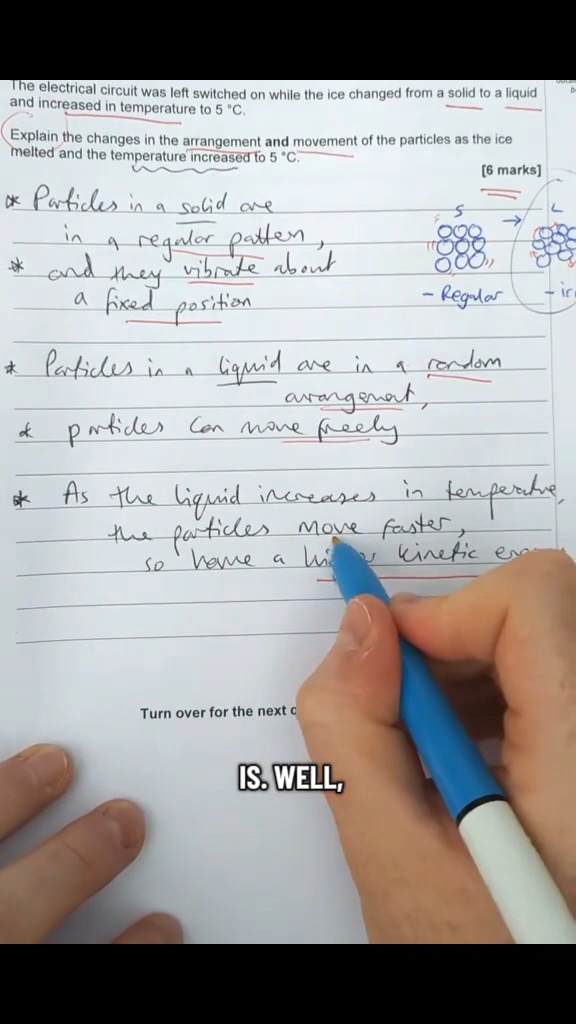 The electrical circuit was left switched on while the ice changed from a solid to a liquid
and increased in temperature to 5 °C.
Explain the changes in the arrangement and movement of the particles as the ice
melted and the temperature increased to 5 °C.
[6 marks]
* Particles in a solid are
in a regular pattern,
* and they vibrate about
a fixed position
S → L
- Regular
* Particles in a liquid are in a random
arrangement,
* particles can move freely
* As the liquid increases in temperature,
the particles move faster,
so have a kinetic
Turn over for the next
IS. WELL,